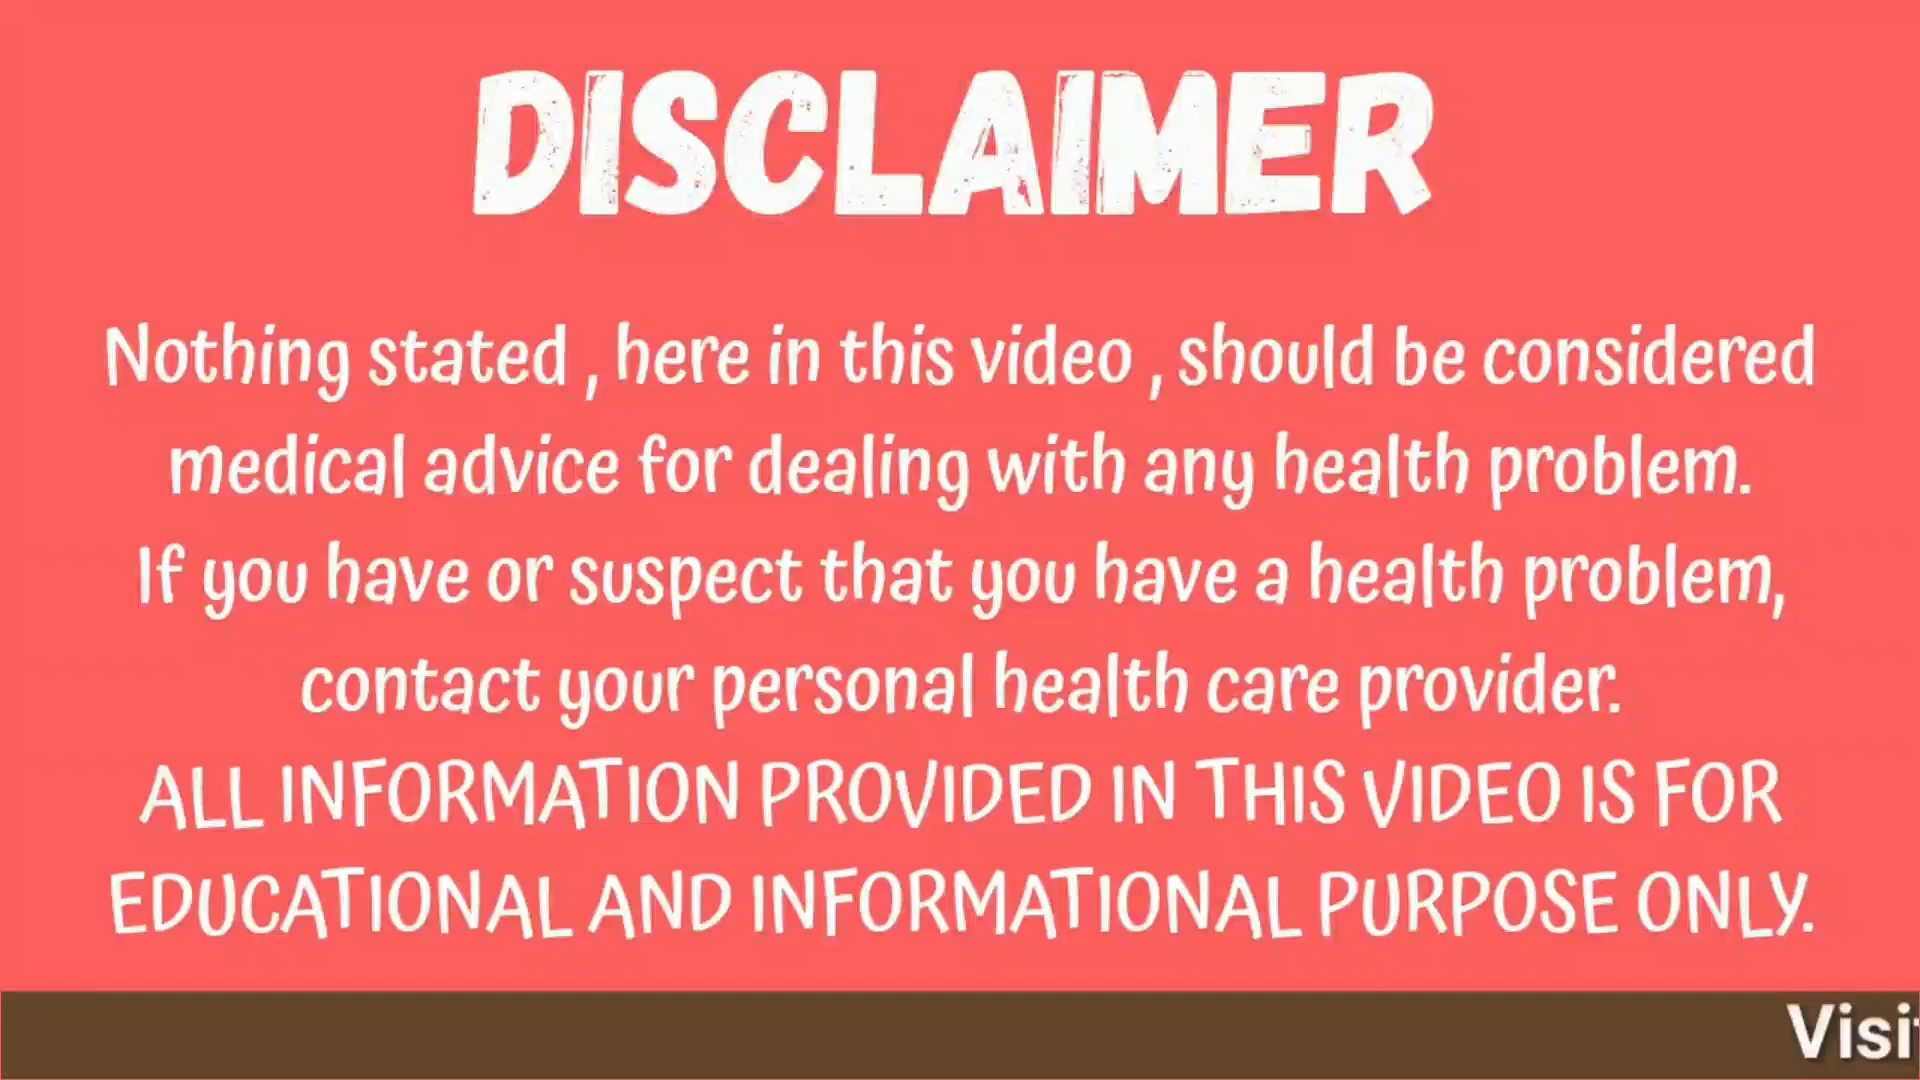 DISCLAIMER
Nothing stated , here in this video , should be considered
medical advice for dealing with any health problem.
If you have or suspect that you have a health problem,
contact your personal health care provider.
ALL INFORMATION PROVIDED IN THIS VIDEO IS FOR
EDUCATIONAL AND INFORMATIONAL PURPOSE ONLY.